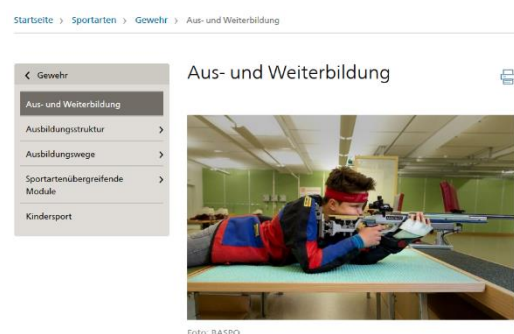 Startseite > Sportarten > Gewehr > Aus- und Weiterbildung
Gewehr
Aus- und Weiterbildung
Aus- und Weiterbildung
Ausbildungsstruktur
Ausbildungswege
Sportartenübergreifende
Module
Kindersport
Foto: BASPO